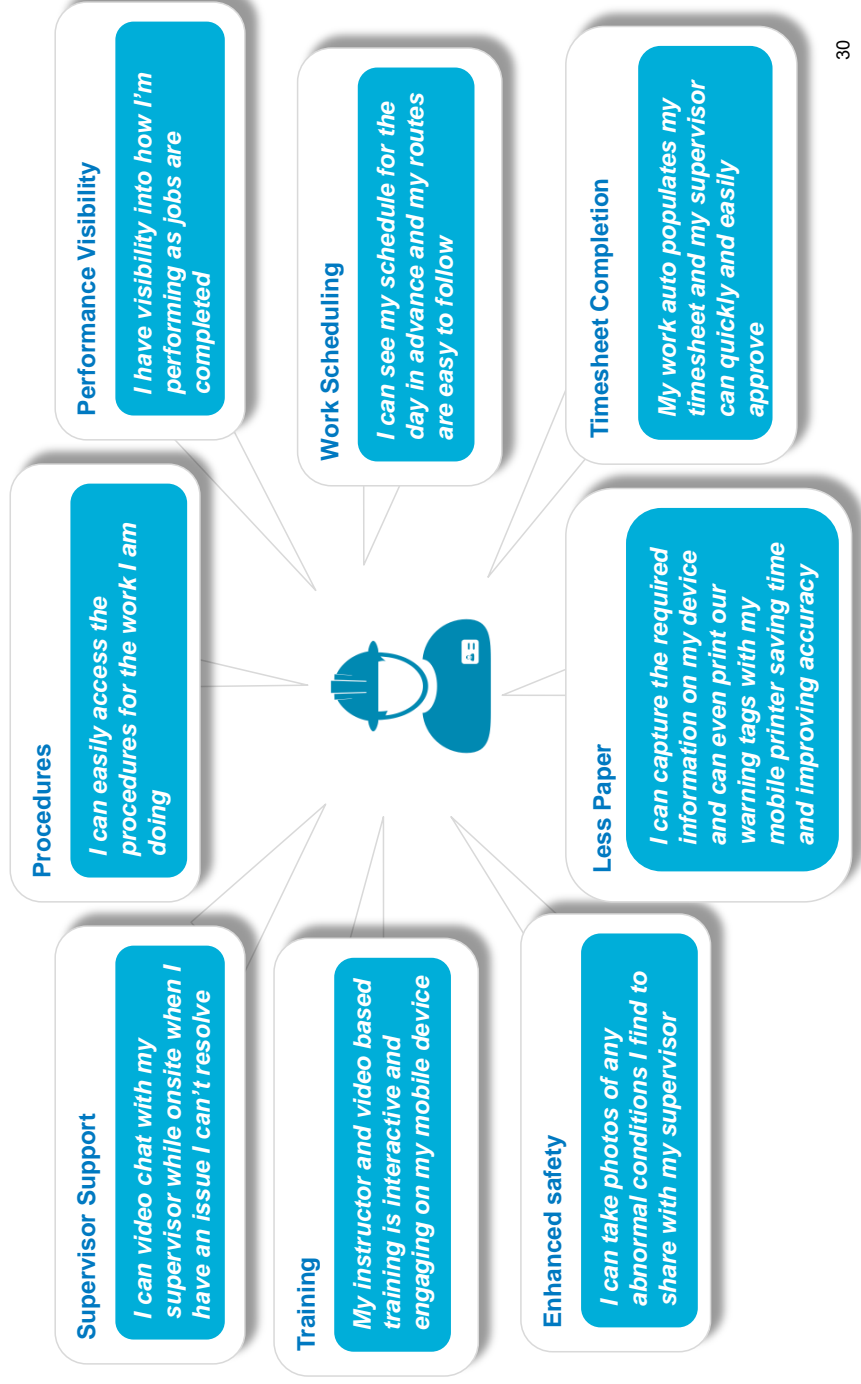 Supervisor Support
I can video chat with my
supervisor while onsite when I
have an issue I can't resolve
Procedures
I can easily access the
procedures for the work I am
doing
Performance Visibility
I have visibility into how I'm
performing as jobs are
completed
Training
My instructor and video based
training is interactive and
engaging on my mobile device
Work Scheduling
I can see my schedule for the
day in advance and my routes
are easy to follow
Enhanced safety
I can take photos of any
abnormal conditions I find to
share with my supervisor
Less Paper
I can capture the required
information on my device
and can even print our
warning tags with my
mobile printer saving time
and improving accuracy
Timesheet Completion
My work auto populates my
timesheet and my supervisor
can quickly and easily
approve
30